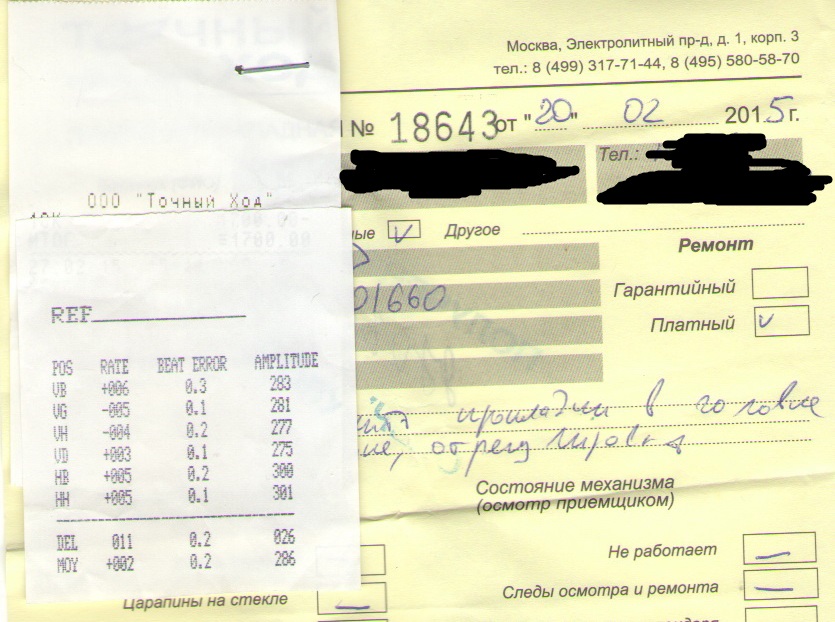 Москва, Электролитный пр-д, д. 1, корп. 3
тел.: 8 (499) 317-71-44, 8 (495) 580-58-70
№ 18643 от "20" 02 2015 г.
Тел.:
ООО "Точный Ход"
≡1700.00
ные V Другое
Ремонт
01660
Гарантийный
Платный V
REF
POS RATE BEAT ERROR AMPLITUDE
VB +006 0.3 283
VG -005 0.1 281
VH -004 0.2 277
VD +003 0.1 275
HB +005 0.2 300
HH +005 0.1 301
DEL 011 0.2 026
MOY +002 0.2 286
прокладки в головке
Состояние механизма
(осмотр приемщиком)
Не работает —
Следы осмотра и ремонта —
Царапины на стекле —